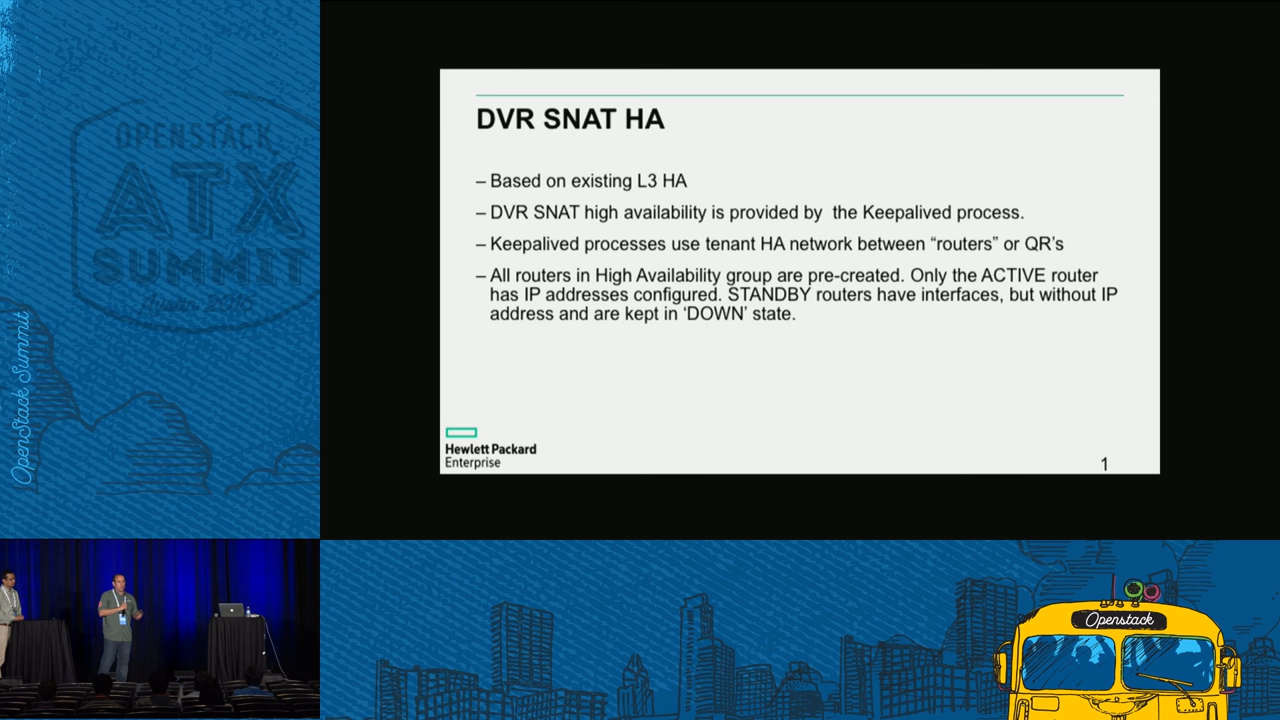 OPENSTACK
ATX
SUMMIT
Austin 2016
OpenStack Summit
DVR SNAT HA
– Based on existing L3 HA
– DVR SNAT high availability is provided by  the Keepalived process.
– Keepalived processes use tenant HA network between “routers” or QR’s
– All routers in High Availability group are pre-created. Only the ACTIVE router
has IP addresses configured. STANDBY routers have interfaces, but without IP
address and are kept in ‘DOWN’ state.
Hewlett Packard
Enterprise
1
Openstack